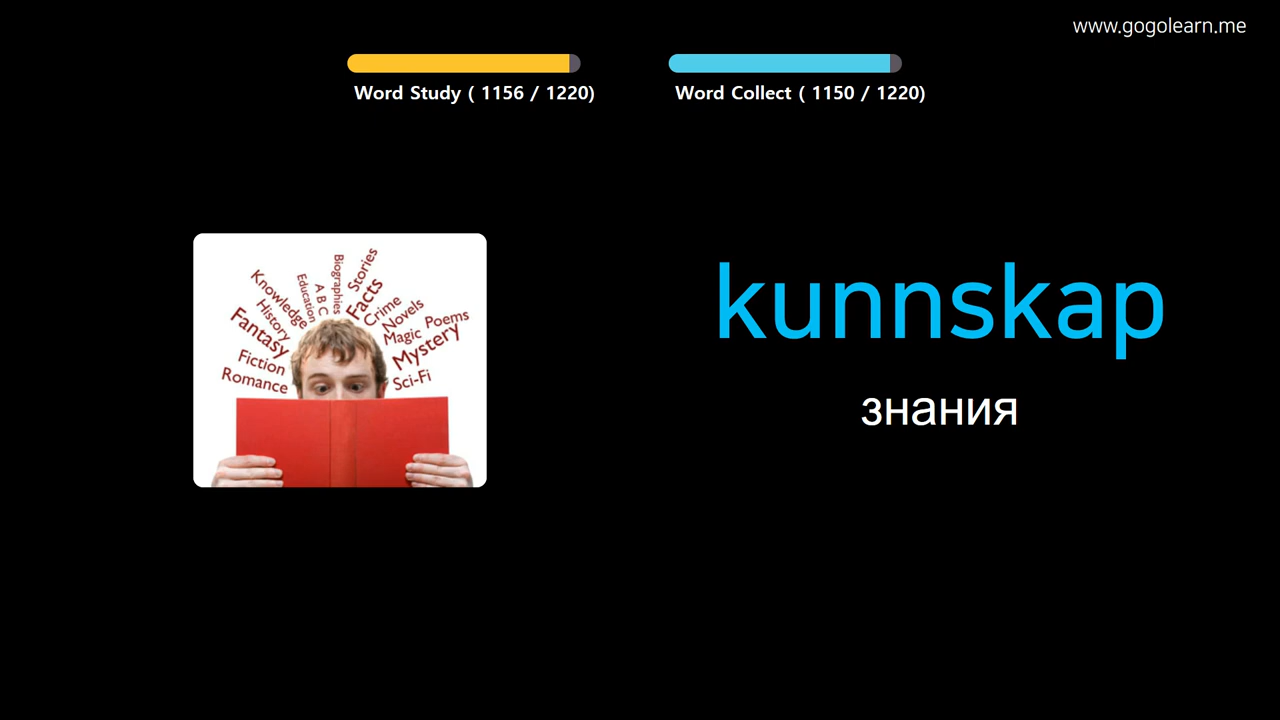 www.gogolearn.me
Word Study ( 1156 / 1220)
Word Collect ( 1150 / 1220)
Knowledge
History
Fantasy
Fiction
Romance
Education
A B C
Biographies
Stories
Facts
Crime
Novels
Magic
Poems
Mystery
Sci-Fi
kunnskap
знания